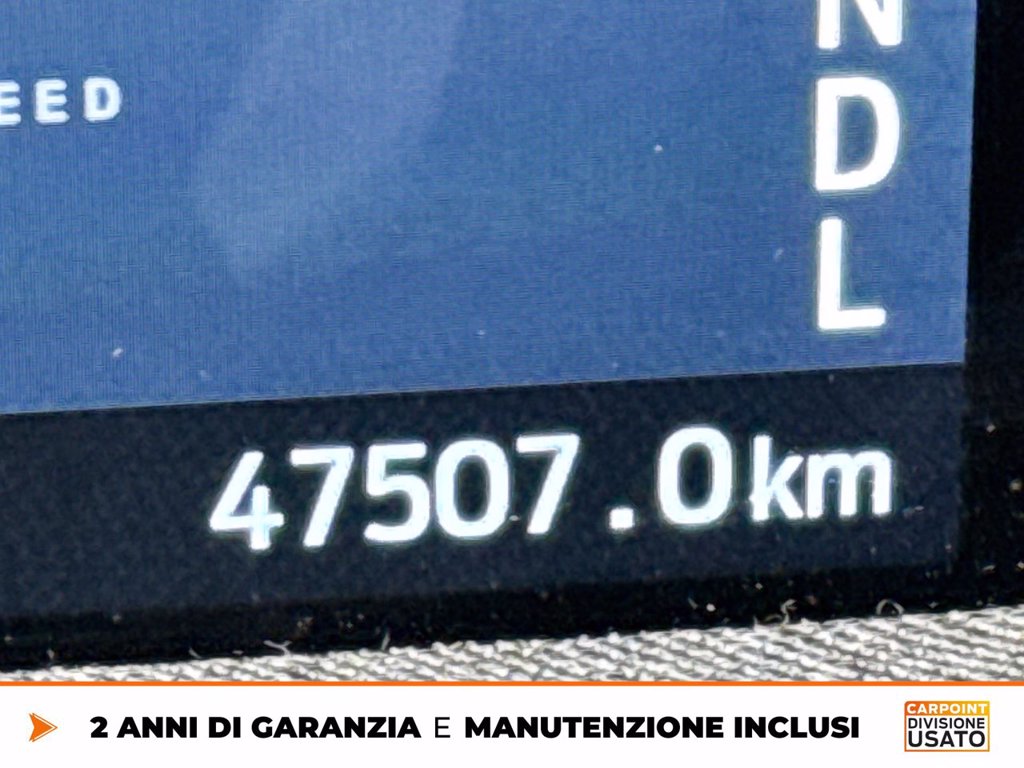 N
EED
D
L
47507.0km
2 ANNI DI GARANZIA E MANUTENZIONE INCLUSI
CARPOINT
DIVISIONE
USATO